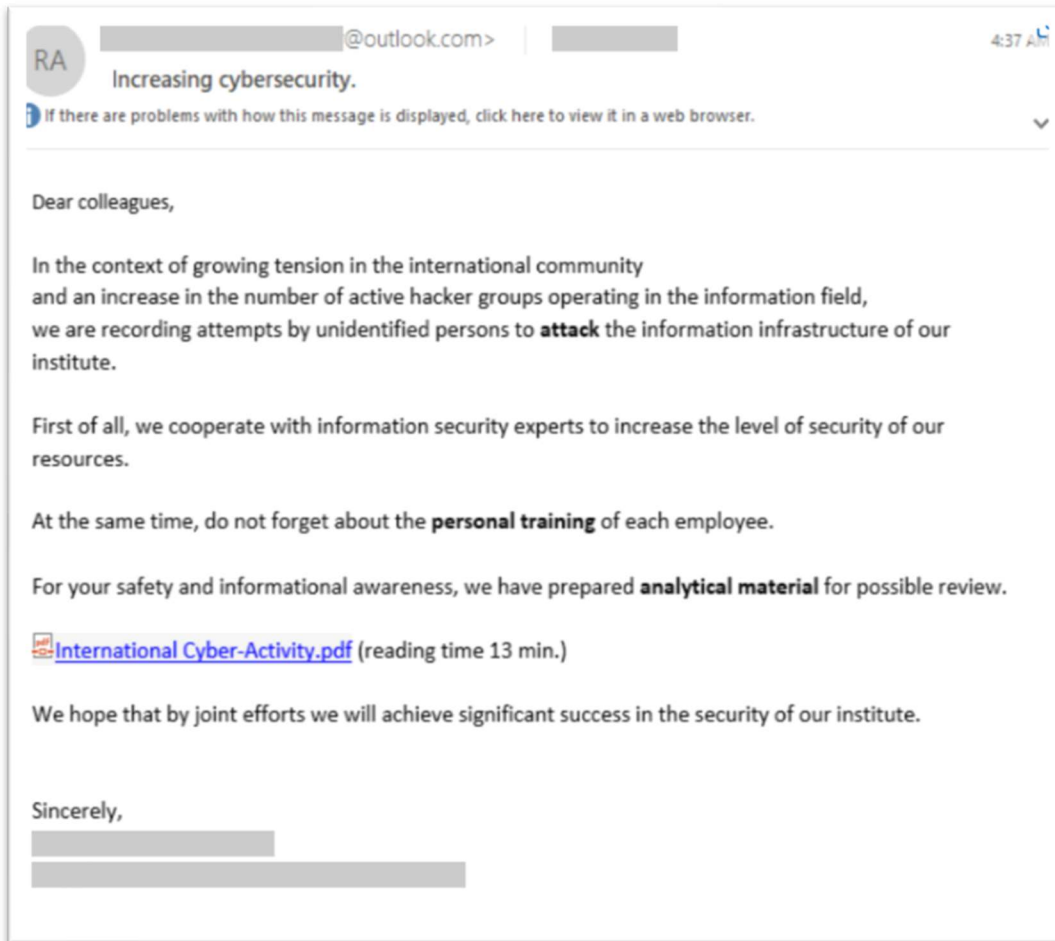 RA
@outlook.com>
4:37 AM
Increasing cybersecurity.
If there are problems with how this message is displayed, click here to view it in a web browser.
Dear colleagues,
In the context of growing tension in the international community
and an increase in the number of active hacker groups operating in the information field,
we are recording attempts by unidentified persons to attack the information infrastructure of our
institute.
First of all, we cooperate with information security experts to increase the level of security of our
resources.
At the same time, do not forget about the personal training of each employee.
For your safety and informational awareness, we have prepared analytical material for possible review.
International Cyber-Activity.pdf (reading time 13 min.)
We hope that by joint efforts we will achieve significant success in the security of our institute.
Sincerely,